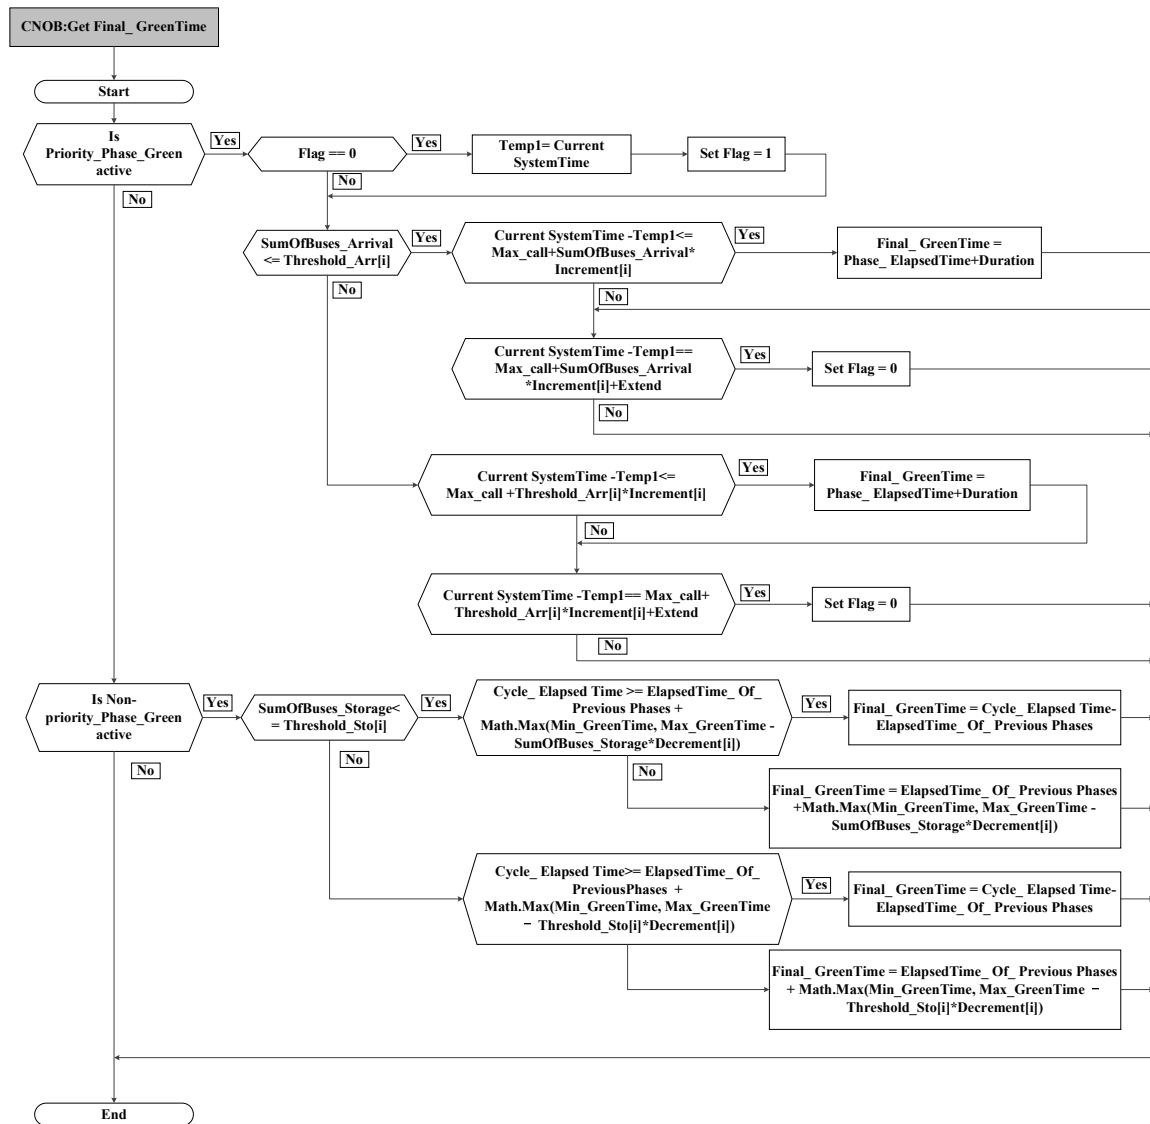 CNOB:Get Final_ GreenTime
Start
Is
Priority_Phase_Green
active
Yes
Flag == 0
Yes
Temp1= Current
SystemTime
Set Flag = 1
No
No
SumOfBuses_Arrival
<= Threshold_Arr[i]
Yes
Current SystemTime -Temp1<=
Max_call+SumOfBuses_Arrival*
Increment[i]
Yes
Final_ GreenTime =
Phase_ ElapsedTime+Duration
No
No
Current SystemTime -Temp1==
Max_call+SumOfBuses_Arrival
*Increment[i]+Extend
Yes
Set Flag = 0
No
Current SystemTime -Temp1<=
Max_call +Threshold_Arr[i]*Increment[i]
Yes
Final_ GreenTime =
Phase_ ElapsedTime+Duration
No
Current SystemTime -Temp1== Max_call+
Threshold_Arr[i]*Increment[i]+Extend
Yes
Set Flag = 0
No
Is Non-
priority_Phase_Green
active
Yes
SumOfBuses_Storage<
= Threshold_Sto[i]
Yes
Cycle_ Elapsed Time >= ElapsedTime_ Of_
Previous Phases +
Math.Max(Min_GreenTime, Max_GreenTime -
SumOfBuses_Storage*Decrement[i])
Yes
Final_ GreenTime = Cycle_ Elapsed Time-
ElapsedTime_ Of_ Previous Phases
No
No
No
Final_ GreenTime = ElapsedTime_ Of_ Previous Phases
+Math.Max(Min_GreenTime, Max_GreenTime -
SumOfBuses_Storage*Decrement[i])
Cycle_ Elapsed Time>= ElapsedTime_ Of_
PreviousPhases +
Math.Max(Min_GreenTime, Max_GreenTime
− Threshold_Sto[i]*Decrement[i])
Yes
Final_ GreenTime = Cycle_ Elapsed Time-
ElapsedTime_ Of_ Previous Phases
Final_ GreenTime = ElapsedTime_ Of_ Previous Phases
+ Math.Max(Min_GreenTime, Max_GreenTime −
Threshold_Sto[i]*Decrement[i])
End